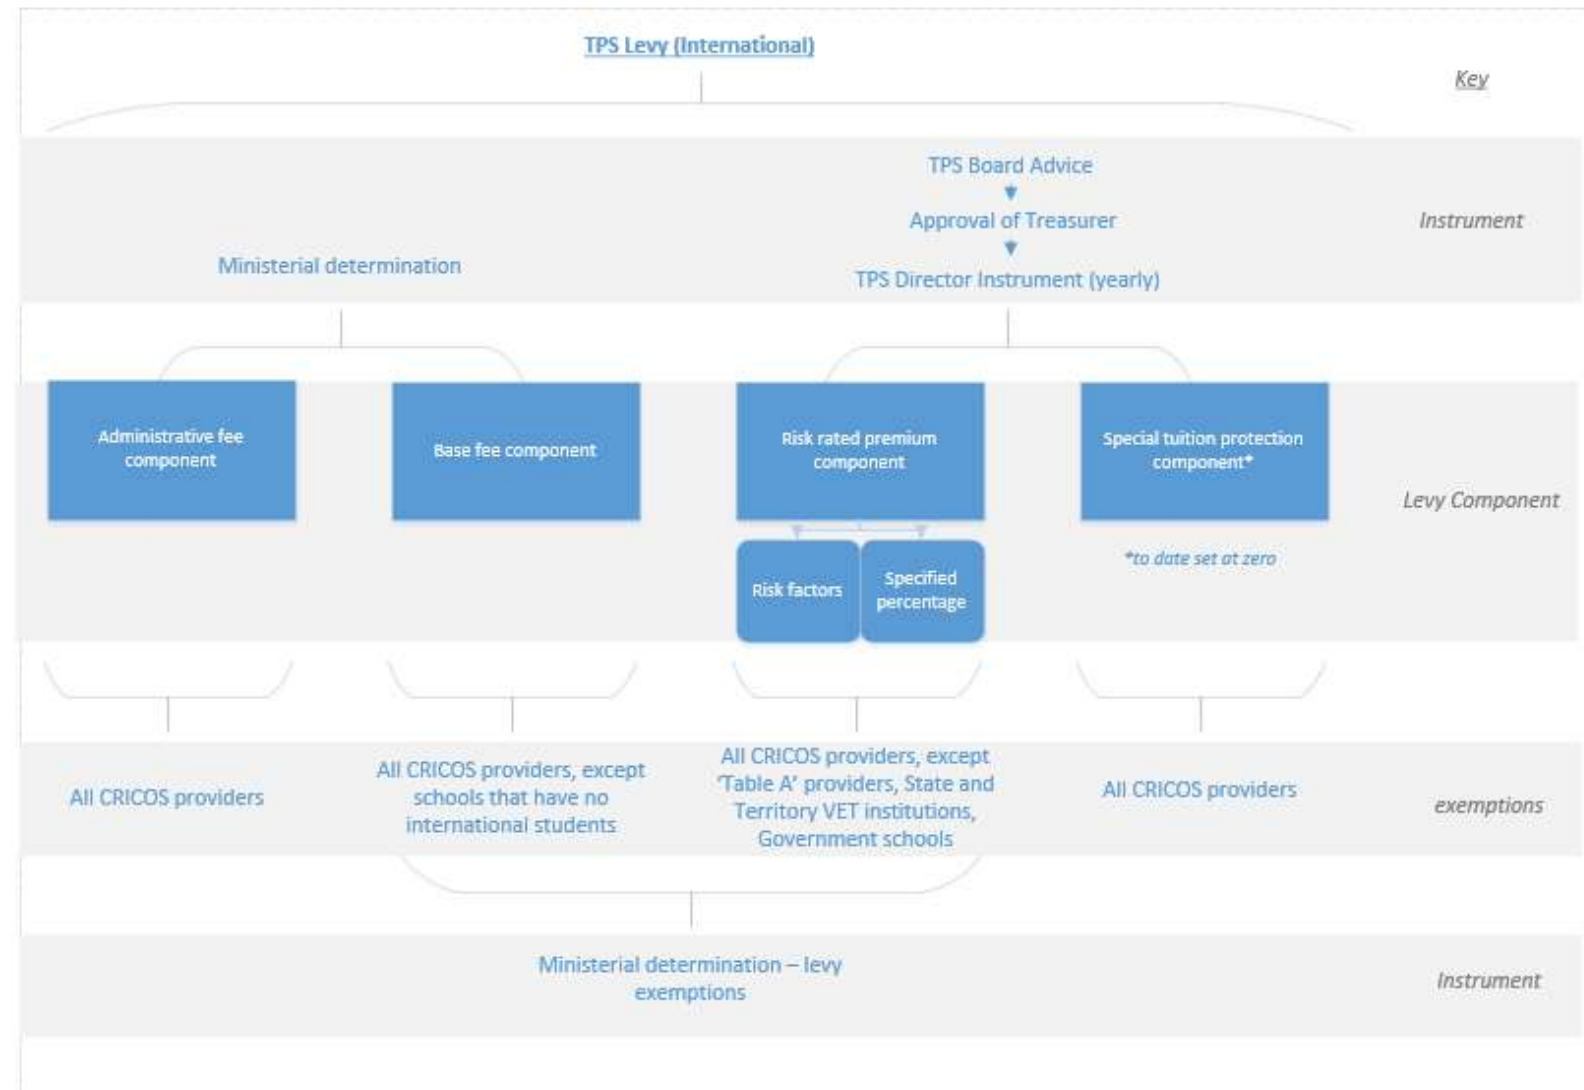 TPS Levy (International)
Key
TPS Board Advice
Approval of Treasurer
Instrument
Ministerial determination
TPS Director Instrument (yearly)
Administrative fee
component
Base fee component
Risk rated premium
component
Special tuition protection
component*
Levy Component
*to date set at zero
Risk factors
Specified
percentage
All CRICOS providers
All CRICOS providers, except
schools that have no
international students
All CRICOS providers, except
'Table A' providers, State and
Territory VET institutions,
Government schools
All CRICOS providers
exemptions
Ministerial determination – levy
exemptions
Instrument